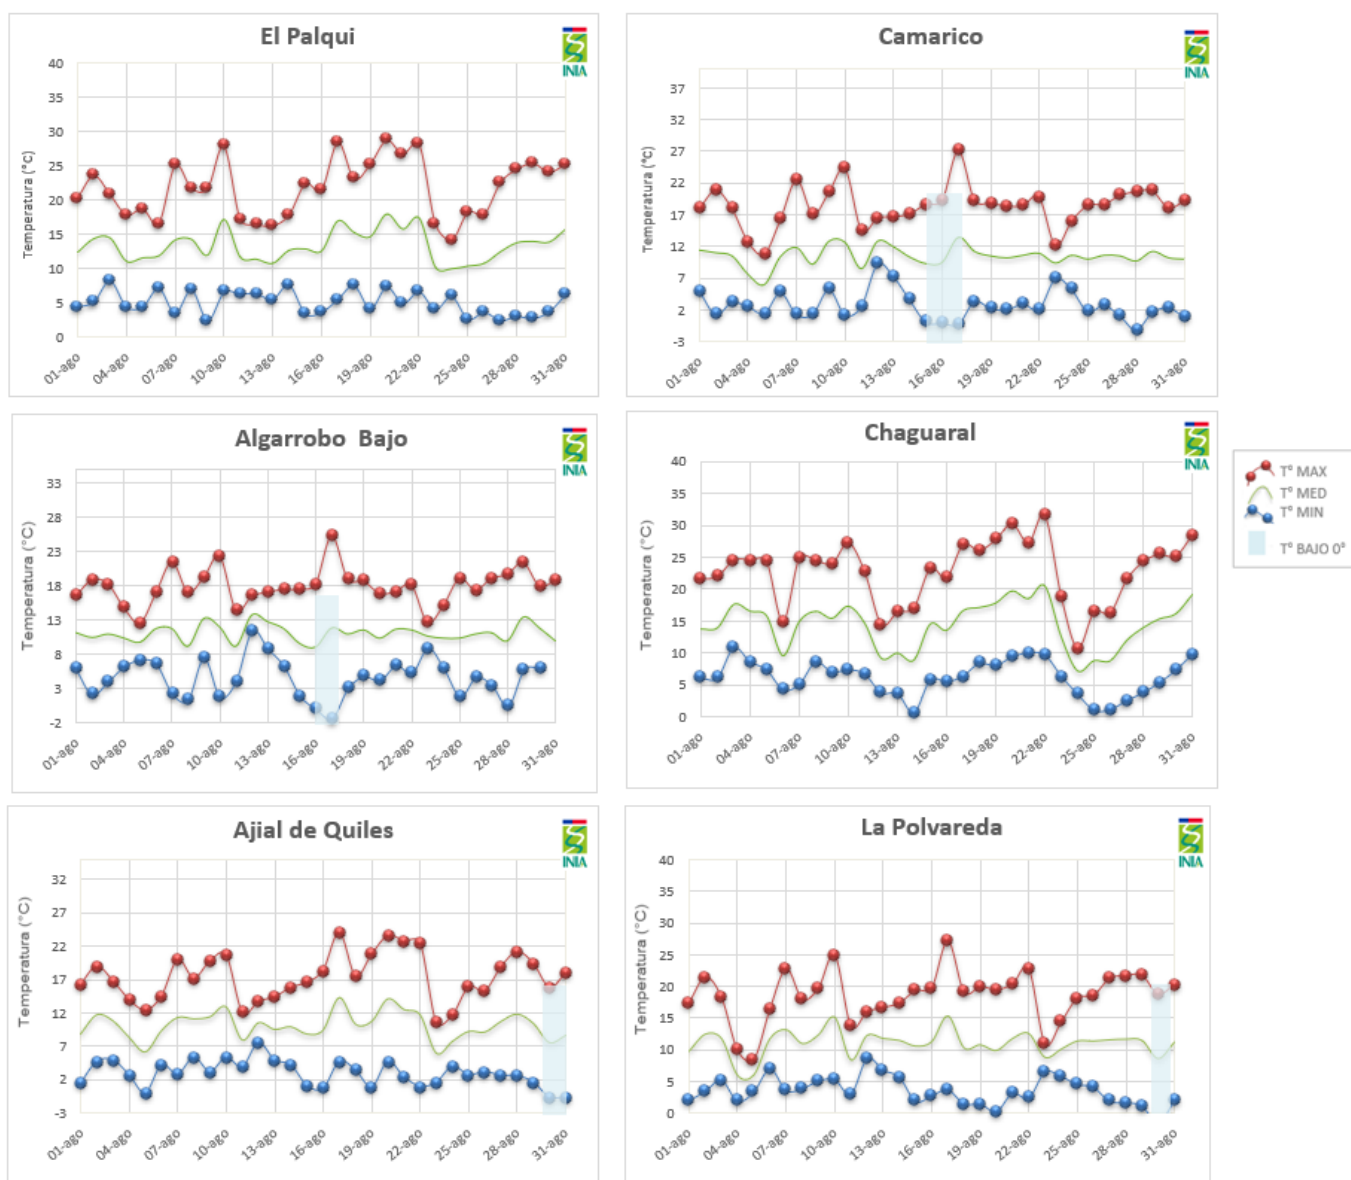 El Palqui
INIA
Temperatura (°C)
40
35
30
25
20
15
10
5
0
01-ago 04-ago 07-ago 10-ago 13-ago 16-ago 19-ago 22-ago 25-ago 28-ago 31-ago
Camarico
INIA
Temperatura (°C)
37
32
27
22
17
12
7
2
-3
01-ago 04-ago 07-ago 10-ago 13-ago 16-ago 19-ago 22-ago 25-ago 28-ago 31-ago
Algarrobo Bajo
INIA
Temperatura (°C)
33
28
23
18
13
8
3
-2
01-ago 04-ago 07-ago 10-ago 13-ago 16-ago 19-ago 22-ago 25-ago 28-ago 31-ago
Chaguaral
INIA
40
35
30
25
20
15
10
5
0
Temperatura (°C)
01-ago 04-ago 07-ago 10-ago 13-ago 16-ago 19-ago 22-ago 25-ago 28-ago 31-ago
T° MAX
T° MED
T° MIN
T° BAJO 0°
Ajial de Quiles
INIA
Temperatura (°C)
32
27
22
17
12
7
2
-3
01-ago 04-ago 07-ago 10-ago 13-ago 16-ago 19-ago 22-ago 25-ago 28-ago 31-ago
La Polvareda
INIA
Temperatura (°C)
40
35
30
25
20
15
10
5
0
01-ago 04-ago 07-ago 10-ago 13-ago 16-ago 19-ago 22-ago 25-ago 28-ago 31-ago